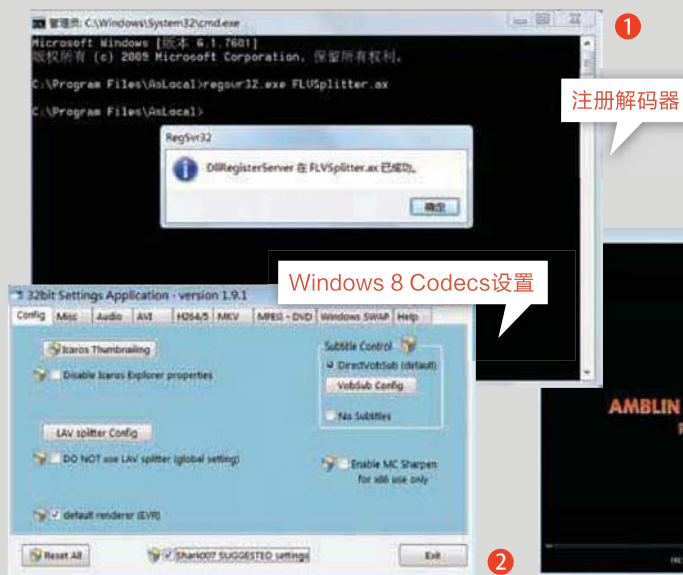 管理员: C:\Windows\System32\cmd.exe
Microsoft Windows [版本 6.1.7601]
版权所有 (c) 2009 Microsoft Corporation。保留所有权利。
C:\Program Files\AoLocal>regsvr32.exe FLVSplitter.ax
C:\Program Files\AoLocal>
RegSvr32
DllRegisterServer 在 FLVSplitter.ax 已成功。
确定
1
注册解码器
Windows 8 Codecs设置
32bit Settings Application - version 1.9.1
Config Misc Audio AVI H264/5 MKV MPEG - DVD Windows SWAP Help
Icaros Thumbnailing
Disable Icaros Explorer properties
Subtitle Control
DirectVobSub (default)
VobSub Config
No Subtitles
LAV splitter Config
DO NOT use LAV splitter (global setting)
Enable MC Sharpen
for x86 use only
default renderer (EVR)
Reset All
Shark007 SUGGESTED settings
Exit
2
AMBLIN